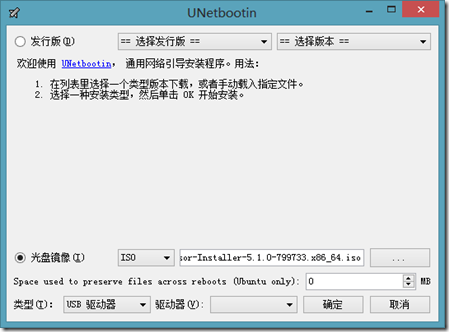 UNetbootin
发行版(D) == 选择发行版 == == 选择版本 ==
欢迎使用 UNetbootin, 通用网络引导安装程序。用法:
1. 在列表里选择一个类型版本下载, 或者手动载入指定文件。
2. 选择一种安装类型, 然后单击 OK 开始安装。
光盘镜像(I) ISO sor-Installer-5.1.0-799733.x86_64.iso ...
Space used to preserve files across reboots (Ubuntu only): 0 MB
类型(T): USB 驱动器 驱动器(V): 确定 取消